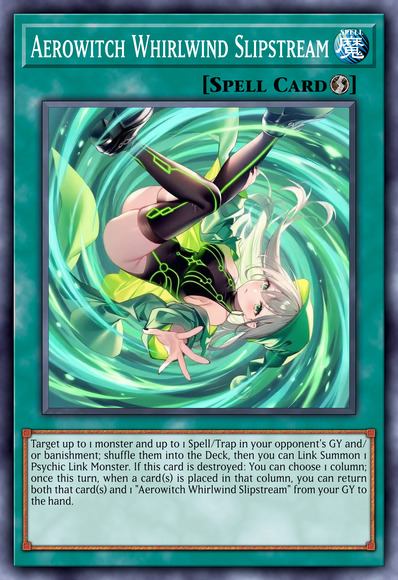 Aerowitch Whirlwind Slipstream
SPELL
魔
[Spell Card]
Target up to 1 monster and up to 1 Spell/Trap in your opponent's GY and/
or banishment; shuffle them into the Deck, then you can Link Summon 1
Psychic Link Monster. If this card is destroyed: You can choose 1 column;
once this turn, when a card(s) is placed in that column, you can return
both that card(s) and 1 "Aerowitch Whirlwind Slipstream" from your GY to
the hand.